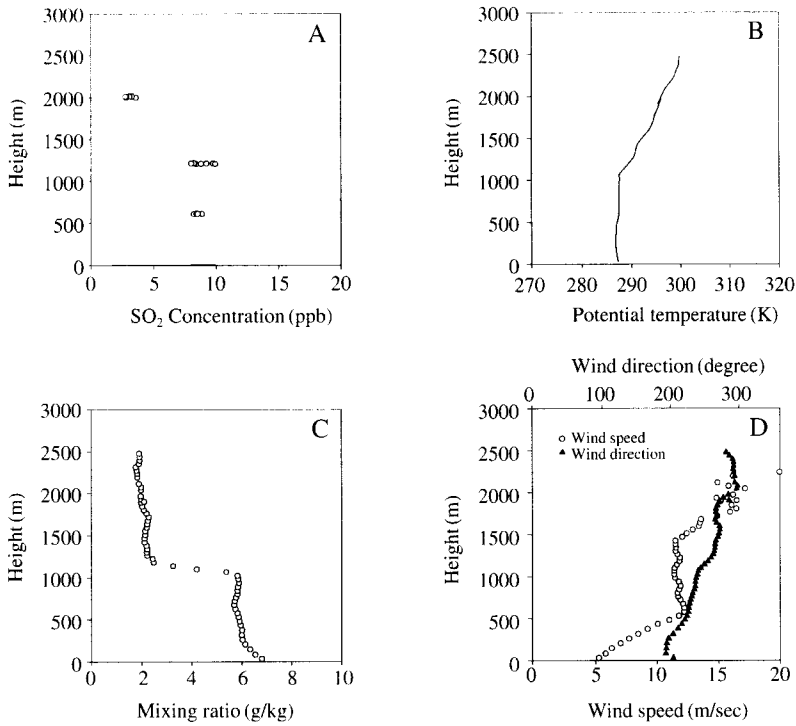 A
3000
2500
2000
1500
1000
500
0
Height (m)
0 5 10 15 20
SO₂ Concentration (ppb)
B
3000
2500
2000
1500
1000
500
0
Height (m)
270 280 290 300 310 320
Potential temperature (K)
C
3000
2500
2000
1500
1000
500
0
Height (m)
0 2 4 6 8 10
Mixing ratio (g/kg)
Wind direction (degree)
0 100 200 300
D
Wind speed
Wind direction
3000
2500
2000
1500
1000
500
0
Height (m)
0 5 10 15 20
Wind speed (m/sec)